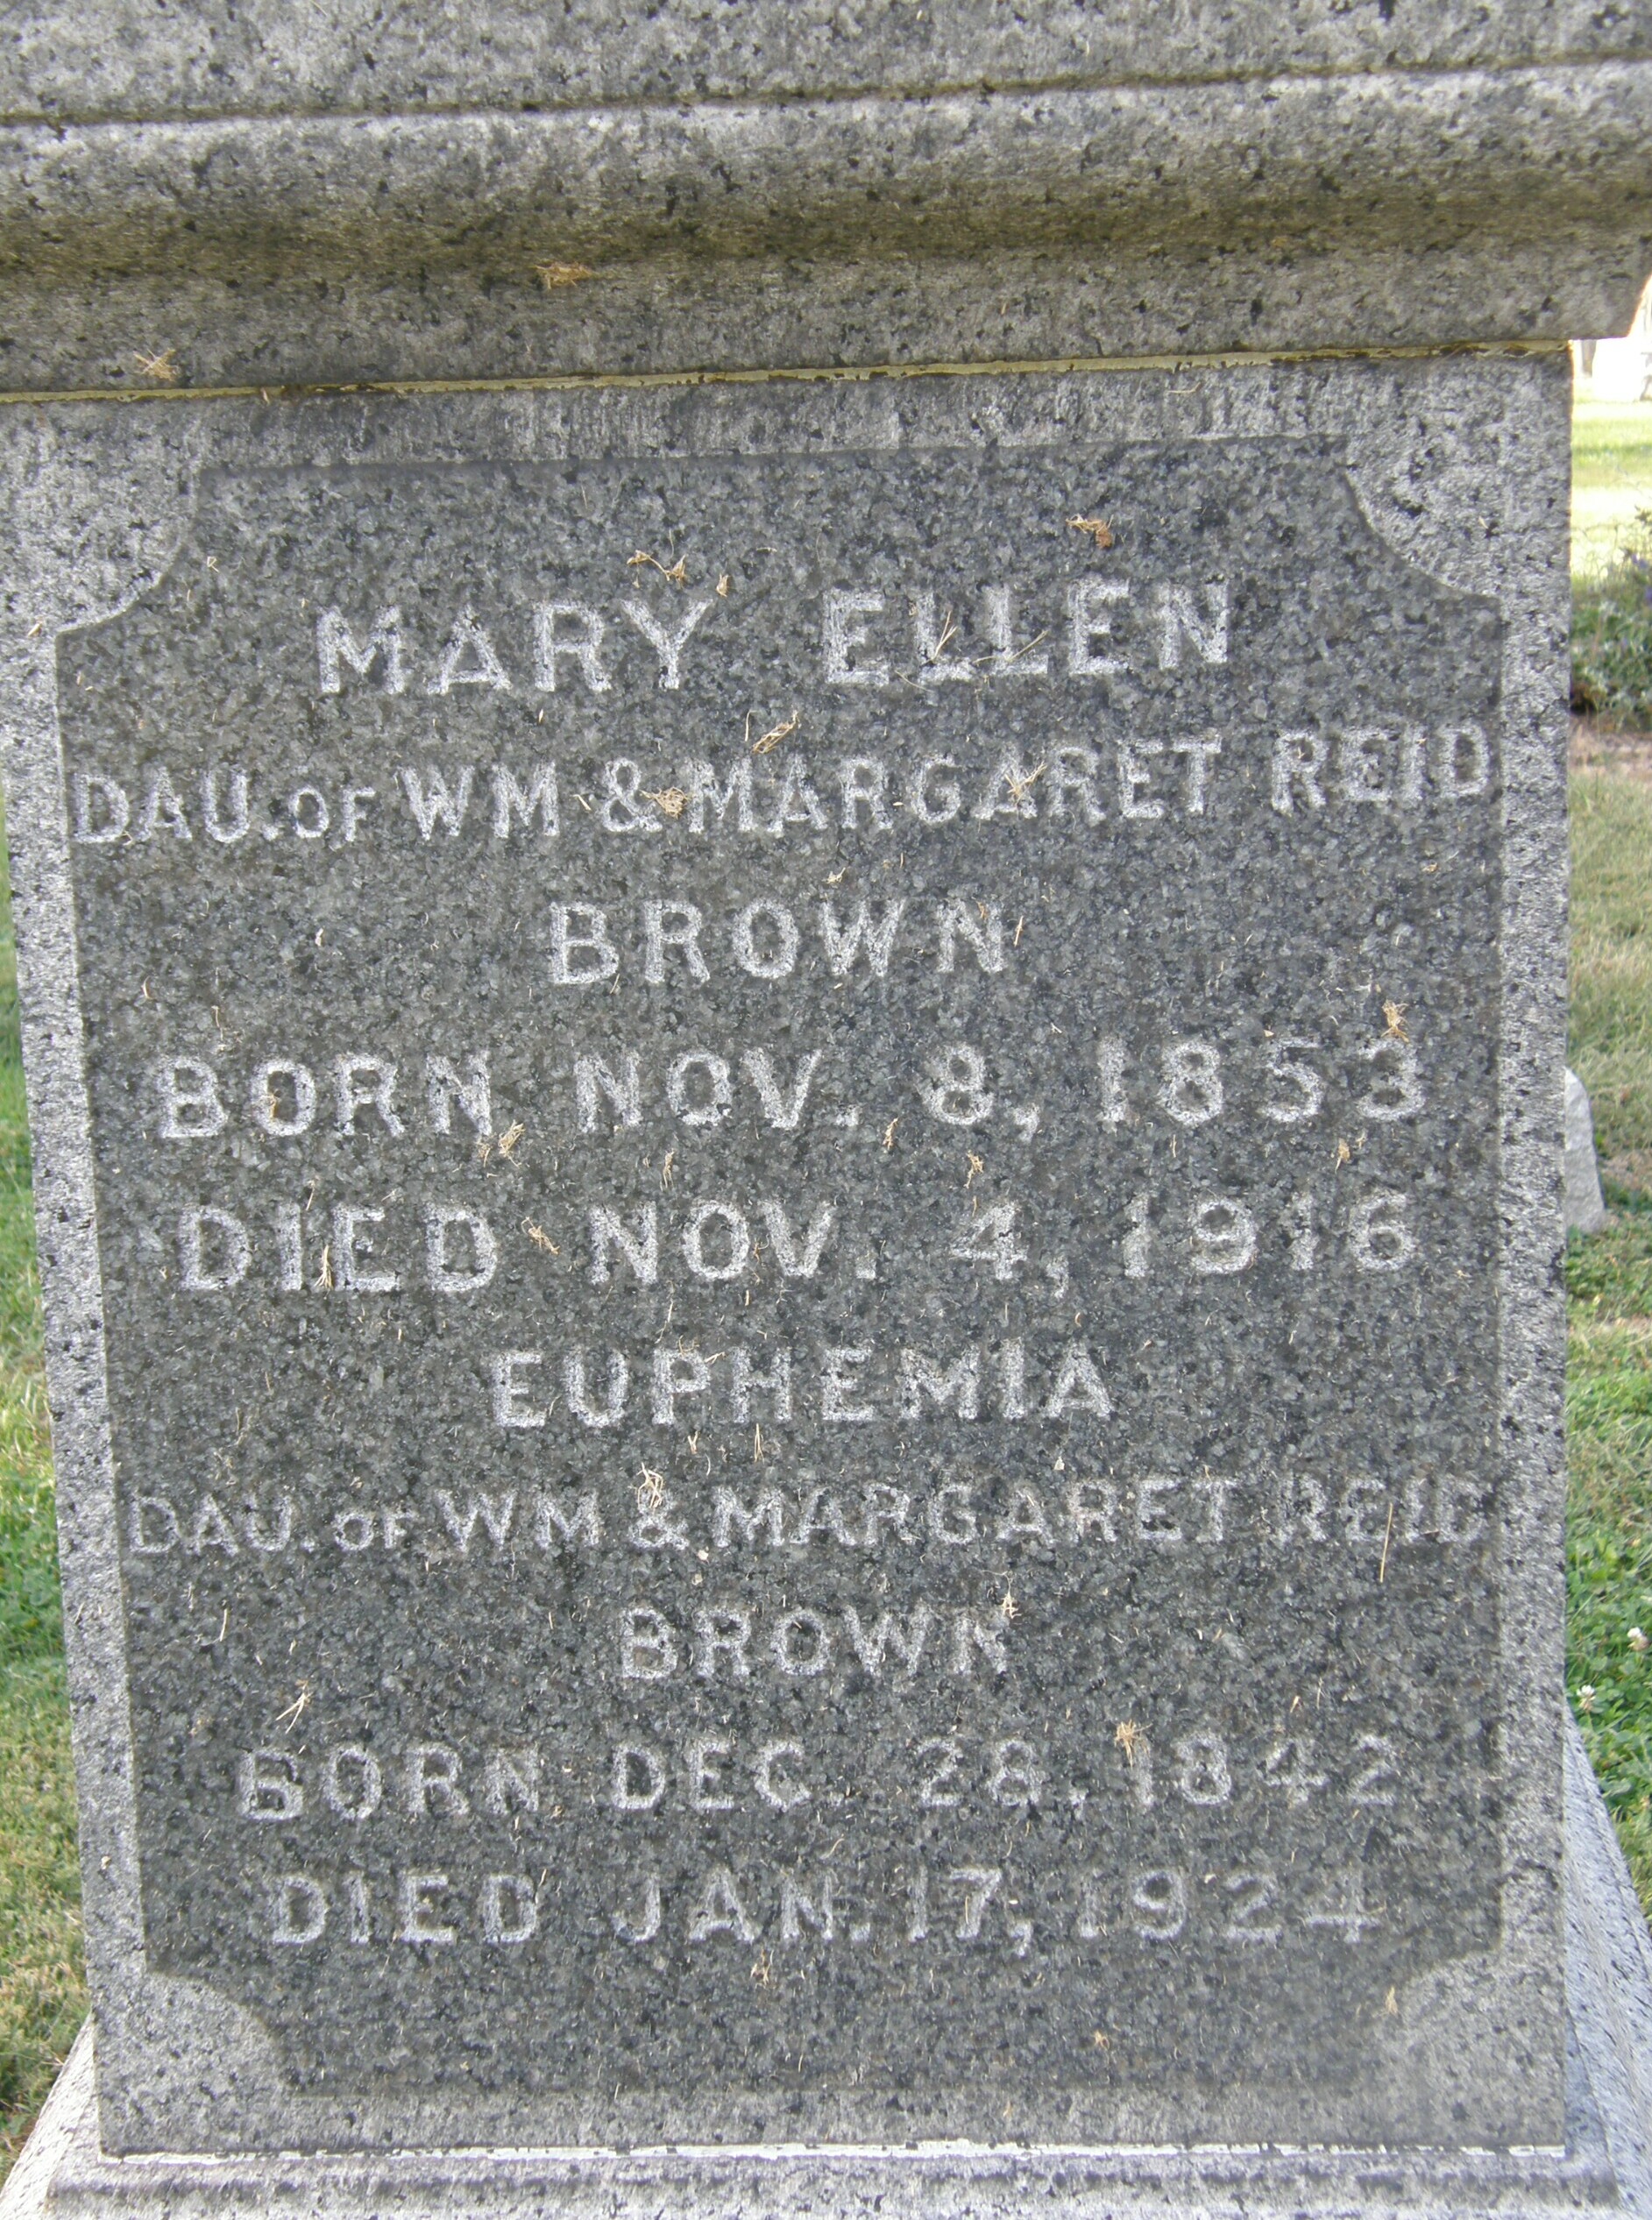 MARY ELLEN
DAU. OF WM & MARGARET REID
BROWN
BORN NOV. 8, 1853
DIED NOV. 4, 1916
EUPHEMIA
DAU. OF WM & MARGARET REID
BROWN
BORN DEC. 28, 1842
DIED JAN. 17, 1924